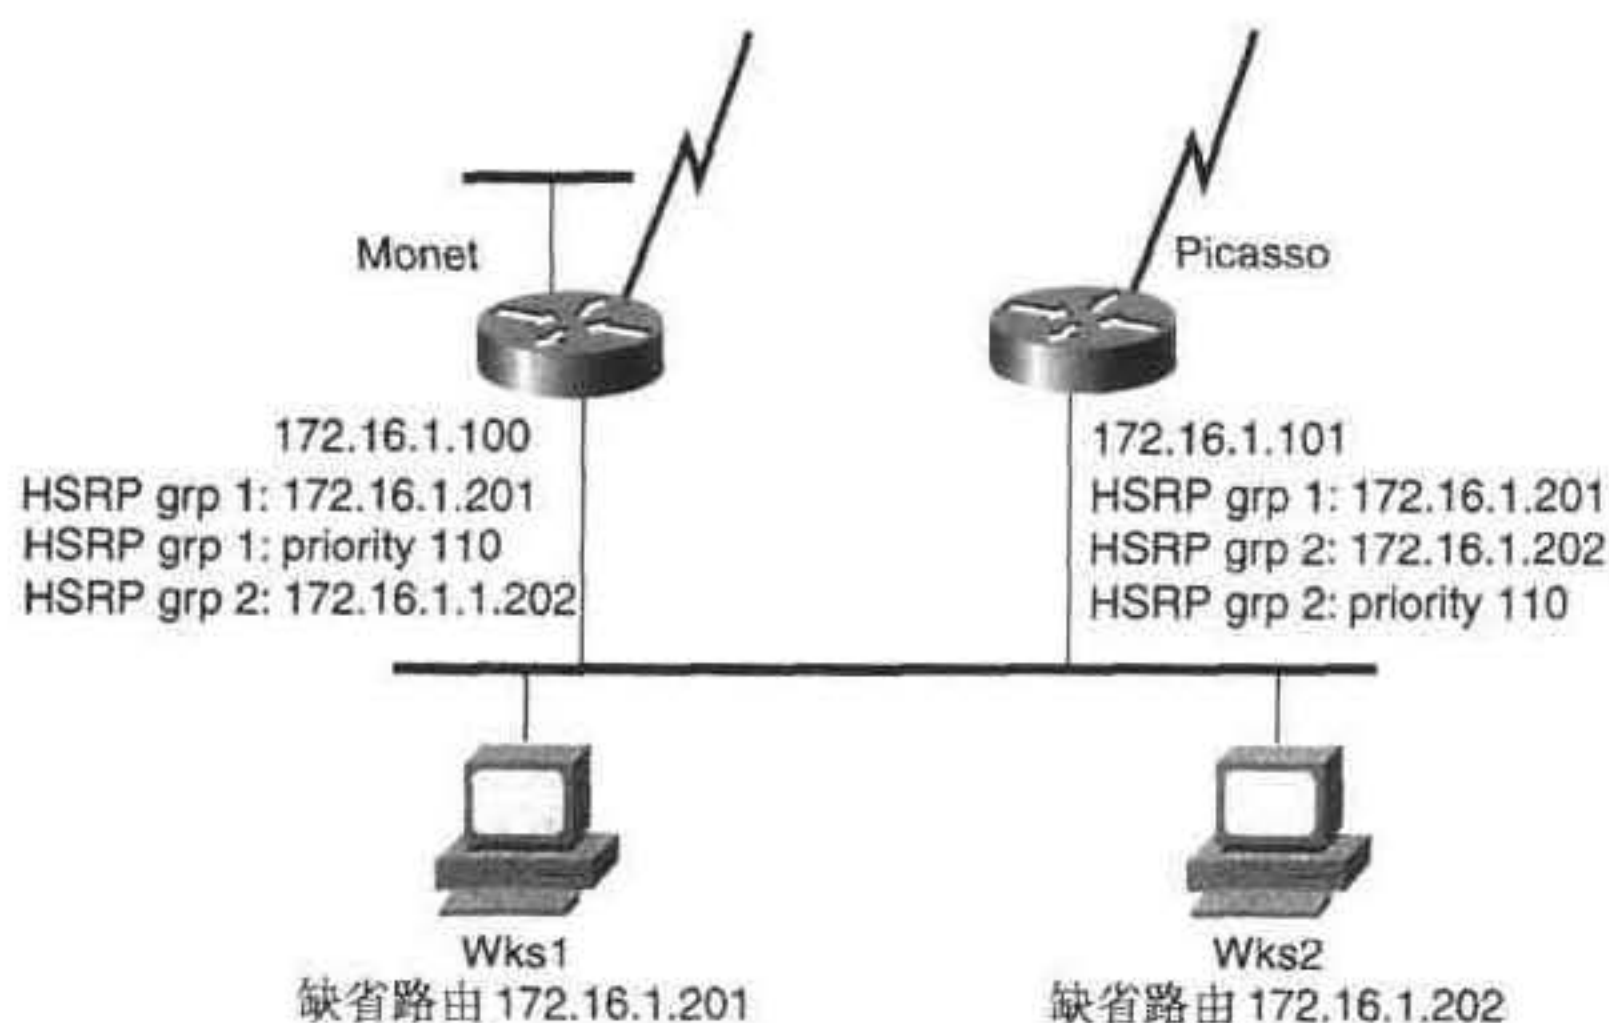 Monet
Picasso
172.16.1.100
HSRP grp 1: 172.16.1.201
HSRP grp 1: priority 110
HSRP grp 2: 172.16.1.1.202
172.16.1.101
HSRP grp 1: 172.16.1.201
HSRP grp 2: 172.16.1.202
HSRP grp 2: priority 110
Wks1
缺省路由 172.16.1.201
Wks2
缺省路由 172.16.1.202